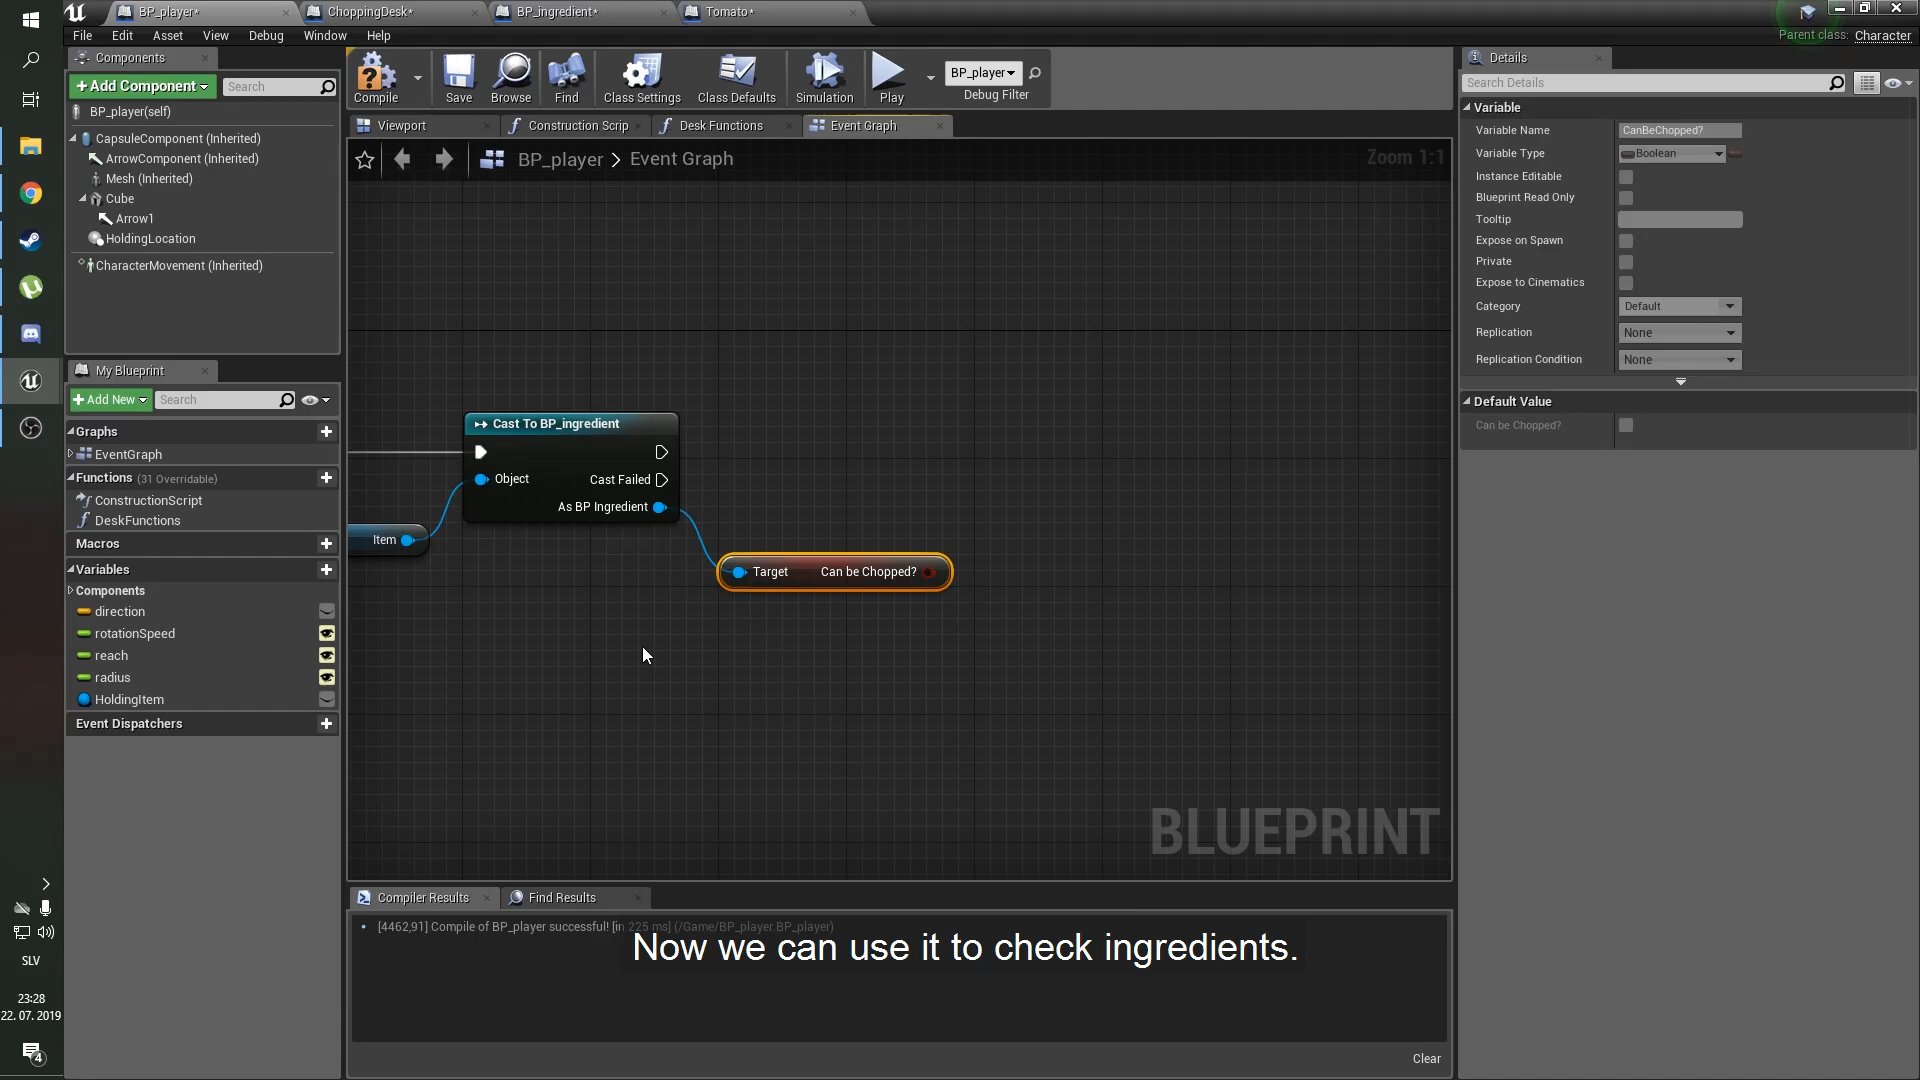 BP_player*
ChoppingDesk*
BP_ingredient*
Tomato*
File Edit Asset View Debug Window Help
Parent class: Character
Components
+Add Component
Search
BP_player(self)
CapsuleComponent (Inherited)
ArrowComponent (Inherited)
Mesh (Inherited)
Cube
Arrow1
HoldingLocation
CharacterMovement (Inherited)
Compile
Save
Browse
Find
Class Settings
Class Defaults
Simulation
Play
BP_player
Debug Filter
Viewport
Construction Scrip
Desk Functions
Event Graph
BP_player > Event Graph
Zoom 1:1
My Blueprint
+Add New
Search
Graphs
EventGraph
Functions (31 Overridable)
ConstructionScript
DeskFunctions
Macros
Variables
Components
direction
rotationSpeed
reach
radius
HoldingItem
Event Dispatchers
Cast To BP_ingredient
Object
Cast Failed
As BP Ingredient
Item
Target Can be Chopped?
BLUEPRINT
Compiler Results
Find Results
[4462,91] Compile of BP_player successful! [in 225 ms] (/Game/BP_player.BP_player)
Now we can use it to check ingredients.
Clear
Details
Search Details
Variable
Variable Name CanBeChopped?
Variable Type Boolean
Instance Editable
Blueprint Read Only
Tooltip
Expose on Spawn
Private
Expose to Cinematics
Category Default
Replication None
Replication Condition None
Default Value
Can be Chopped?
SLV
23:28
22. 07. 2019
4